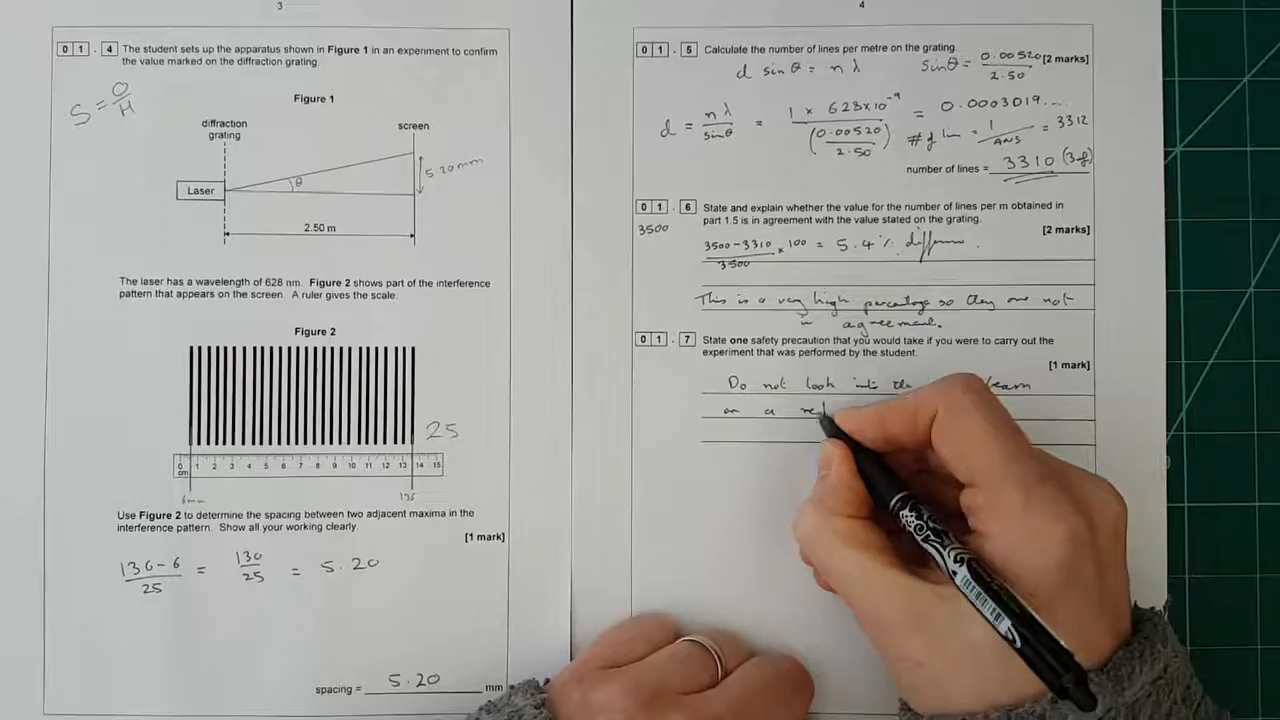 3
0 1 . 4 The student sets up the apparatus shown in Figure 1 in an experiment to confirm
the value marked on the diffraction grating.
S = O/H
Figure 1
diffraction
grating
screen
Laser
θ
5.20mm
2.50 m
The laser has a wavelength of 628 nm. Figure 2 shows part of the interference
pattern that appears on the screen. A ruler gives the scale.
Figure 2
25
0 1 2 3 4 5 6 7 8 9 10 11 12 13 14 15
cm
6mm
136
Use Figure 2 to determine the spacing between two adjacent maxima in the
interference pattern. Show all your working clearly.
[1 mark]
136-6/25 = 130/25 = 5.20
spacing = 5.20 mm
4
0 1 . 5 Calculate the number of lines per metre on the grating.
[2 marks]
d sinθ = nλ
sinθ = 0.00520/2.50
d = nλ/sinθ = 1 × 628×10⁻⁹/(0.00520/2.50) = 0.0003019...
# of lin = 1/ANS = 3312
number of lines = 3310 (3sf)
0 1 . 6 State and explain whether the value for the number of lines per m obtained in
part 1.5 is in agreement with the value stated on the grating.
3500
[2 marks]
3500-3310/3500 × 100 = 5.4% difference.
This is a very high percentage so they are not
in agreement.
0 1 . 7 State one safety precaution that you would take if you were to carry out the
experiment that was performed by the student.
[1 mark]
Do not look into the beam
or a